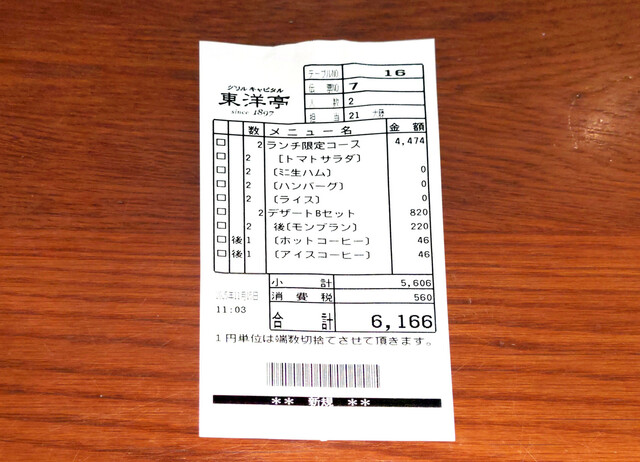 グリル キャピタル
東洋亭
since 1897
テーブルNO 16
伝票NO 7
人数 2
担当 21
数 メニュー名 金額
2 ランチ限定コース 4,474
2 [トマトサラダ]
2 [ミニ生ハム] 0
2 [ハンバーグ] 0
2 [ライス] 0
2 デザートBセット 820
2 後[モンブラン] 220
後 1 [ホットコーヒー] 46
後 1 [アイスコーヒー] 46
小計 5,606
消費税 560
11:03
合計 6,166
1円単位は端数切捨てさせて頂きます。
** 新規 **